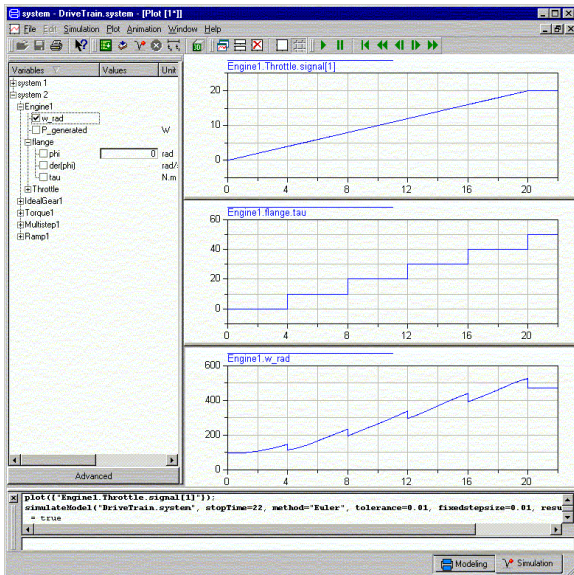 system - DriveTrain.system - [Plot [1*]]
File Edit Simulation Plot Animation Window Help
Variables Values Unit
system 1
system 2
Engine1
w_rad
P_generated W
flange
phi 0 rad
der(phi) rad/
tau N.m
Throttle
IdealGear1
Torque1
Multistep1
Ramp1
Advanced
Engine1.Throttle.signal[1]
20
10
0
0 4 8 12 16 20
Engine1.flange.tau
60
40
20
0
0 4 8 12 16 20
Engine1.w_rad
600
400
200
0
0 4 8 12 16 20
plot({"Engine1.Throttle.signal[1]"});
simulateModel("DriveTrain.system", stopTime=22, method="Euler", tolerance=0.01, fixedstepsize=0.01, resu
= true
Modeling Simulation